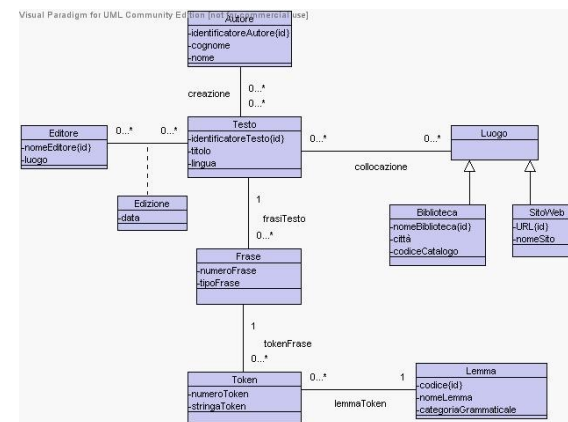 Visual Paradigm for UML Community Edition [not for commercial use]
Autore
-identificatoreAutore(id)
-cognome
-nome
creazione
0...*
0...*
Editore
-nomeEditore(id)
-luogo
0...*
0...*
Testo
-identificatoreTesto(id)
-titolo
-lingua
0...*
0...*
collocazione
Luogo
Edizione
-data
1
frasiTesto
0...*
Biblioteca
-nomeBiblioteca(id)
-città
-codiceCatalogo
SitoWeb
-URL(id)
-nomeSito
Frase
-numeroFrase
-tipoFrase
1
tokenFrase
0...*
Token
-numeroToken
-stringaToken
0...*
1
lemmaToken
Lemma
-codice(id)
-nomeLemma
-categoriaGrammaticale